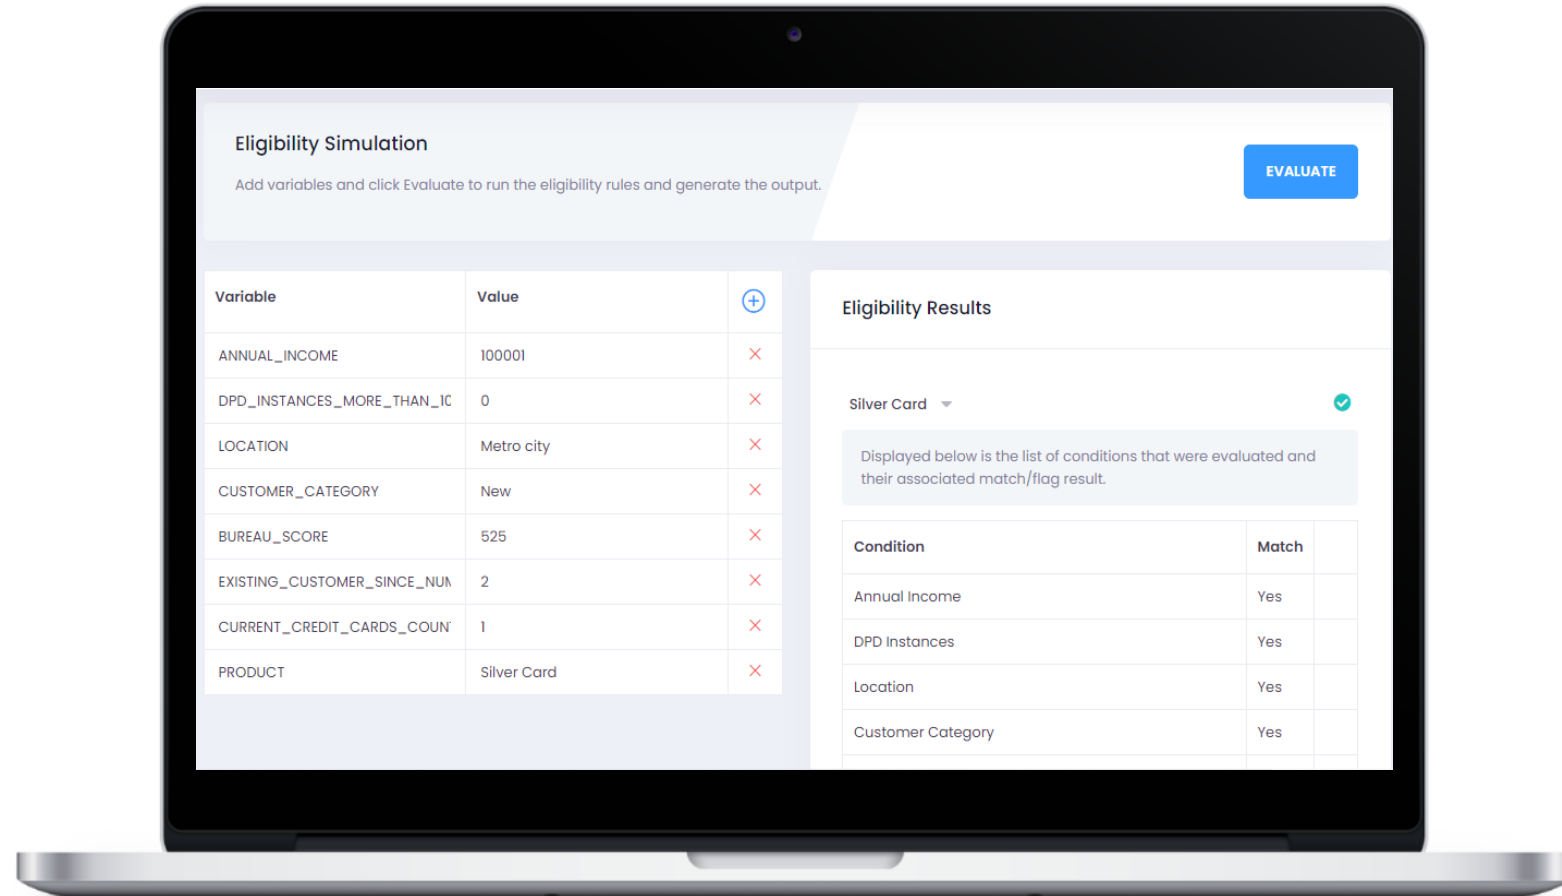 Eligibility Simulation
Add variables and click Evaluate to run the eligibility rules and generate the output.
EVALUATE
Variable Value
ANNUAL_INCOME 100001
DPD_INSTANCES_MORE_THAN_10 0
LOCATION Metro city
CUSTOMER_CATEGORY New
BUREAU_SCORE 525
EXISTING_CUSTOMER_SINCE_NUM 2
CURRENT_CREDIT_CARDS_COUN 1
PRODUCT Silver Card
Eligibility Results
Silver Card
Displayed below is the list of conditions that were evaluated and
their associated match/flag result.
Condition Match
Annual Income Yes
DPD Instances Yes
Location Yes
Customer Category Yes